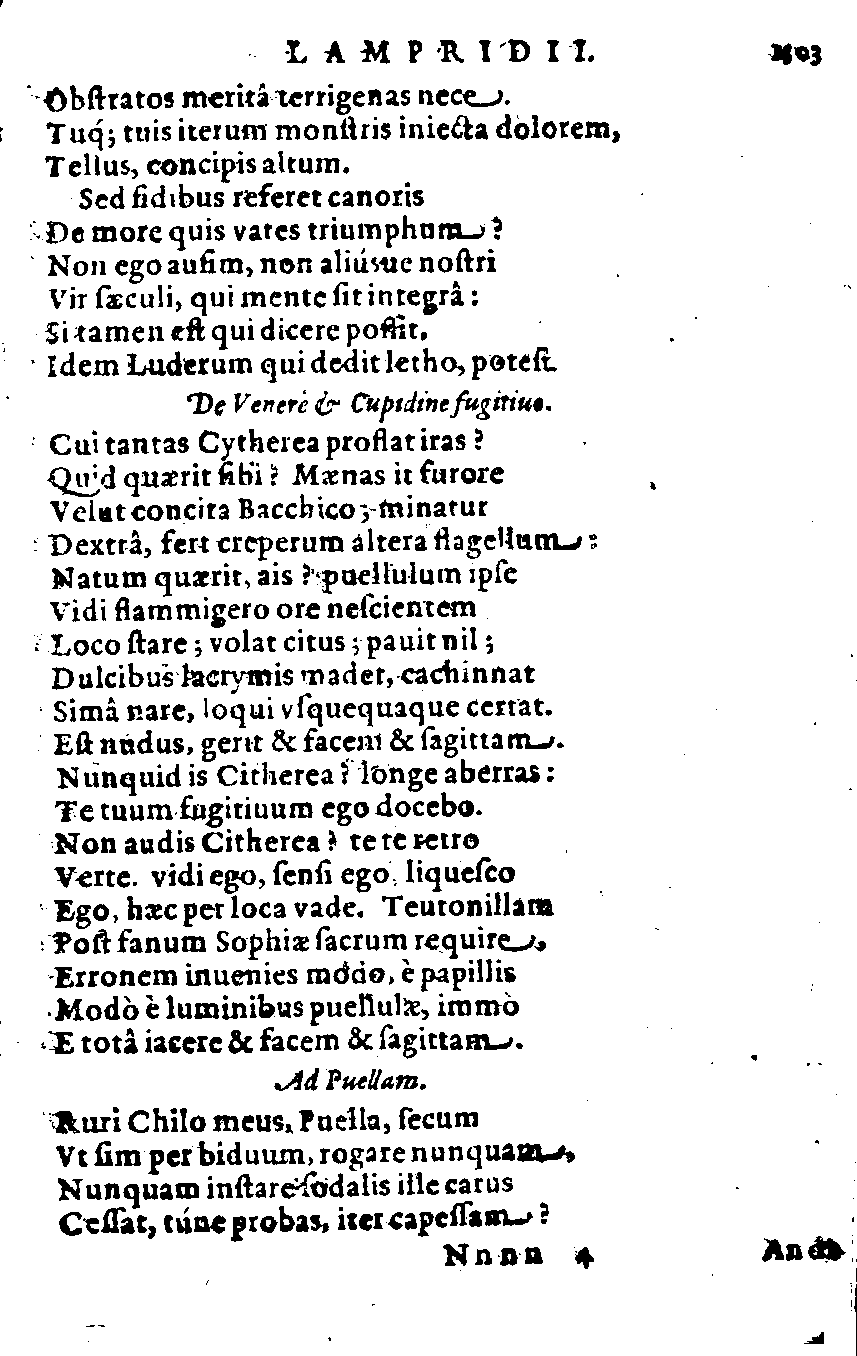 LAMPRIDII. 1403
Obstratos meritâ terrigenas nece.
Tuq́; tuis iterum monstris iniecta dolorem,
Tellus, concipis altum.
Sed fidibus referet canoris
De more quis vates triumphum?
Non ego ausim, non aliúsue nostri
Vir sæculi, qui mente sit integrâ:
Si tamen est qui dicere possit,
Idem Luderum qui dedit letho, potest.
De Venere & Cupidine fugitiuo.
Cui tantas Cytherea proflat iras?
Quid quærit sibi? Mænas it furore
Velut concita Bacchico; minatur
Dextrâ, fert creperum altera flagellum:
Natum quærit, ais? puellulum ipse
Vidi flammigero ore nescientem
Loco stare; volat citus; pauit nil;
Dulcibus lacrymis madet, cachinnat
Simâ nare, loqui vsquequaque certat.
Est nudus, gerit & facem & sagittam.
Nunquid is Citherea? longe aberras:
Te tuum fugitiuum ego docebo.
Non audis Citherea? te te retro
Verte. vidi ego, sensi ego, liquesco
Ego, hæc per loca vade. Teutonillam
Post fanum Sophiæ sacrum require,
Erronem inuenies modo, è papillis
Modò è luminibus puellulæ, immò
E totâ iacere & facem & sagittam.
Ad Puellam.
Ruri Chilo meus, Puella, secum
Vt sim per biduum, rogare nunquam,
Nunquam instare sodalis ille carus
Cessat, túne probas, iter capessam?
Nnnn 4